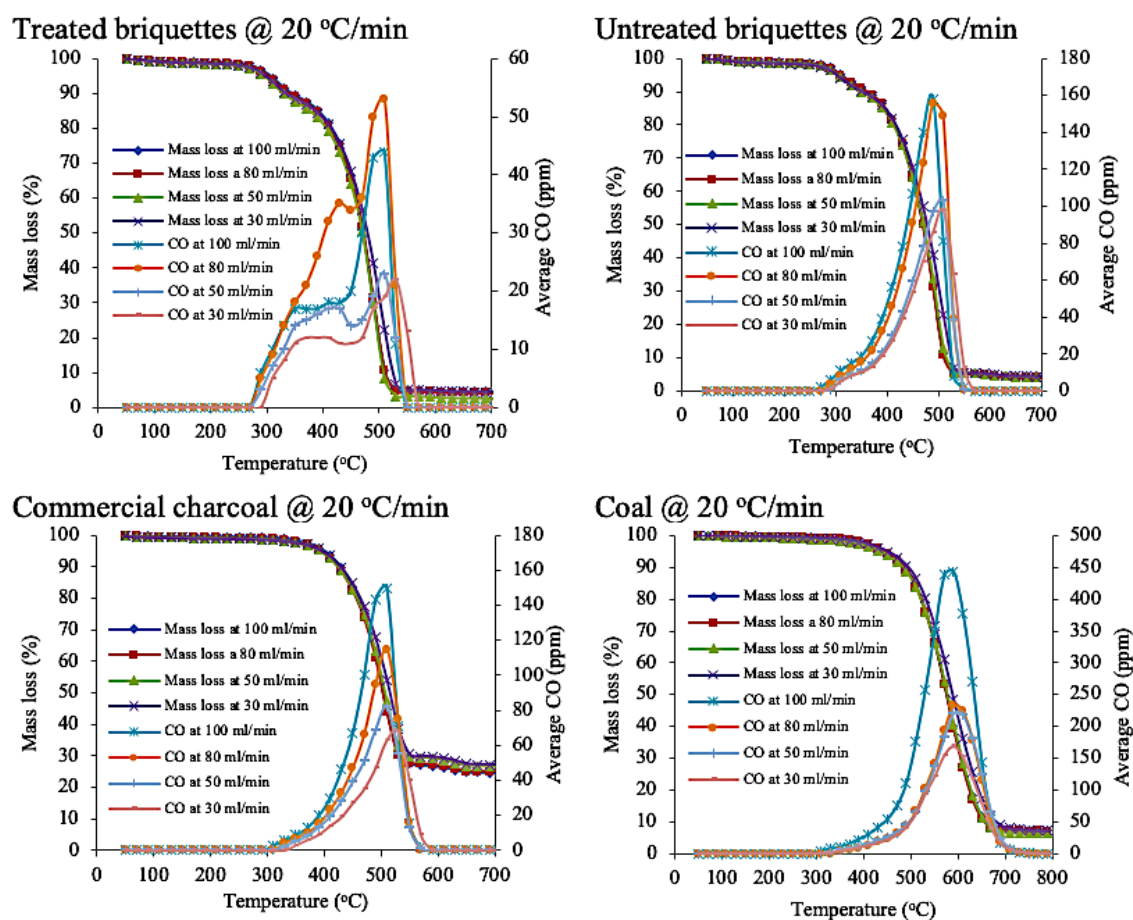 Treated briquettes @ 20 °C/min
100
90
80
70
60
50
40
30
20
10
0
Mass loss (%)
60
50
40
30
20
10
0
Average CO (ppm)
Mass loss at 100 ml/min
Mass loss a 80 ml/min
Mass loss at 50 ml/min
Mass loss at 30 ml/min
CO at 100 ml/min
CO at 80 ml/min
CO at 50 ml/min
CO at 30 ml/min
0 100 200 300 400 500 600 700
Temperature (°C)
Untreated briquettes @ 20 °C/min
100
90
80
70
60
50
40
30
20
10
0
Mass loss (%)
180
160
140
120
100
80
60
40
20
0
Average CO (ppm)
Mass loss at 100 ml/min
Mass loss a 80 ml/min
Mass loss at 50 ml/min
Mass loss at 30 ml/min
CO at 100 ml/min
CO at 80 ml/min
CO at 50 ml/min
CO at 30 ml/min
0 100 200 300 400 500 600 700
Temperature (°C)
Commercial charcoal @ 20 °C/min
100
90
80
70
60
50
40
30
20
10
0
Mass loss (%)
180
150
120
90
60
30
0
Average CO (ppm)
Mass loss at 100 ml/min
Mass loss a 80 ml/min
Mass loss at 50 ml/min
Mass loss at 30 ml/min
CO at 100 ml/min
CO at 80 ml/min
CO at 50 ml/min
CO at 30 ml/min
0 100 200 300 400 500 600 700
Temperature (°C)
Coal @ 20 °C/min
100
90
80
70
60
50
40
30
20
10
0
Mass loss (%)
500
450
400
350
300
250
200
150
100
50
0
Average CO (ppm)
Mass loss at 100 ml/min
Mass loss a 80 ml/min
Mass loss at 50 ml/min
Mass loss at 30 ml/min
CO at 100 ml/min
CO at 80 ml/min
CO at 50 ml/min
CO at 30 ml/min
0 100 200 300 400 500 600 700 800
Temperature (°C)